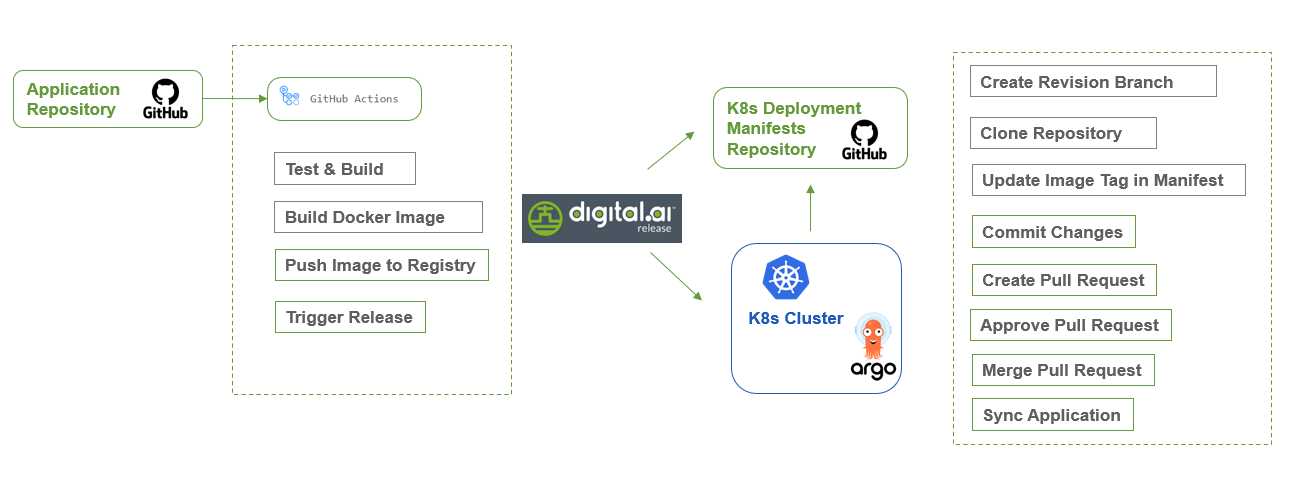 Application
Repository
GitHub
GitHub Actions
Test & Build
Build Docker Image
Push Image to Registry
Trigger Release
digital.ai™
release
K8s Deployment
Manifests
Repository
GitHub
K8s Cluster
argo
Create Revision Branch
Clone Repository
Update Image Tag in Manifest
Commit Changes
Create Pull Request
Approve Pull Request
Merge Pull Request
Sync Application